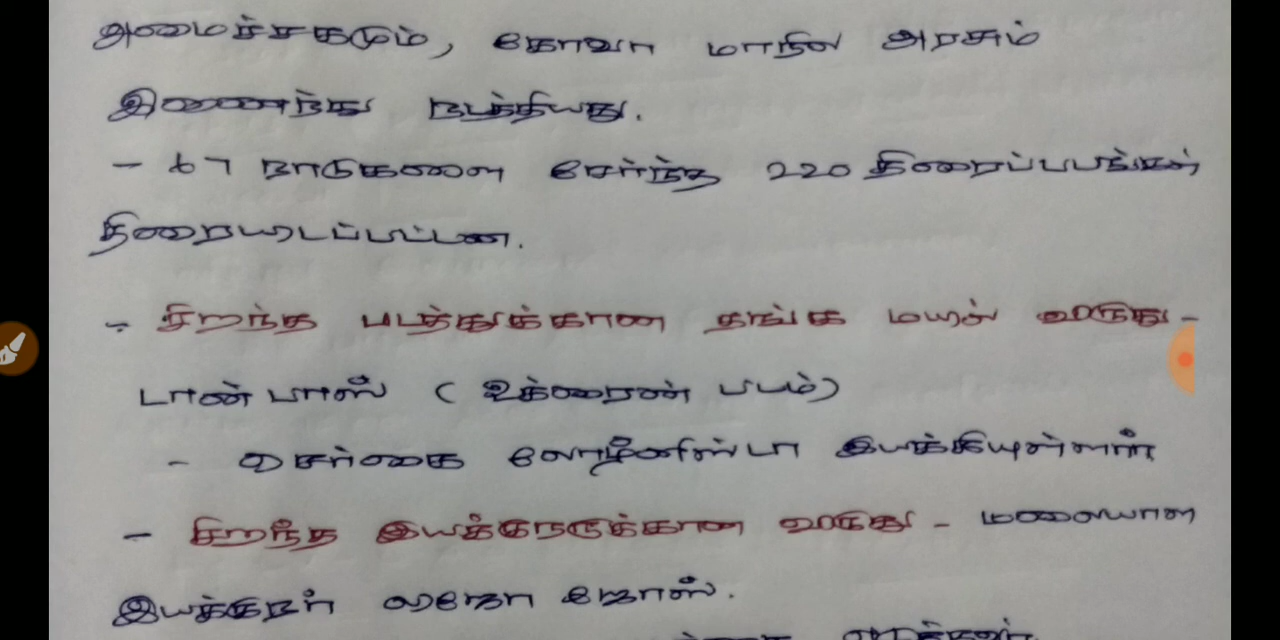 அமைச்சகமும், கோவா மாநில அரசும்
இணைந்து நடத்தியது.
- 67 நாடுகளை சேர்ந்த 220 திரைப்படங்கள்
திரையிடப்பட்டன.
- சிறந்த படத்துக்கான தங்க மயில் விருது -
டான்பாஸ் ( உக்ரைன் படம்)
- செர்கை லோழ்னிஸ்டா இயக்கியுள்ளார்
- சிறந்த இயக்குநருக்கான விருது - மலையாள
இயக்குநர் லிஜோ ஜோஸ்.